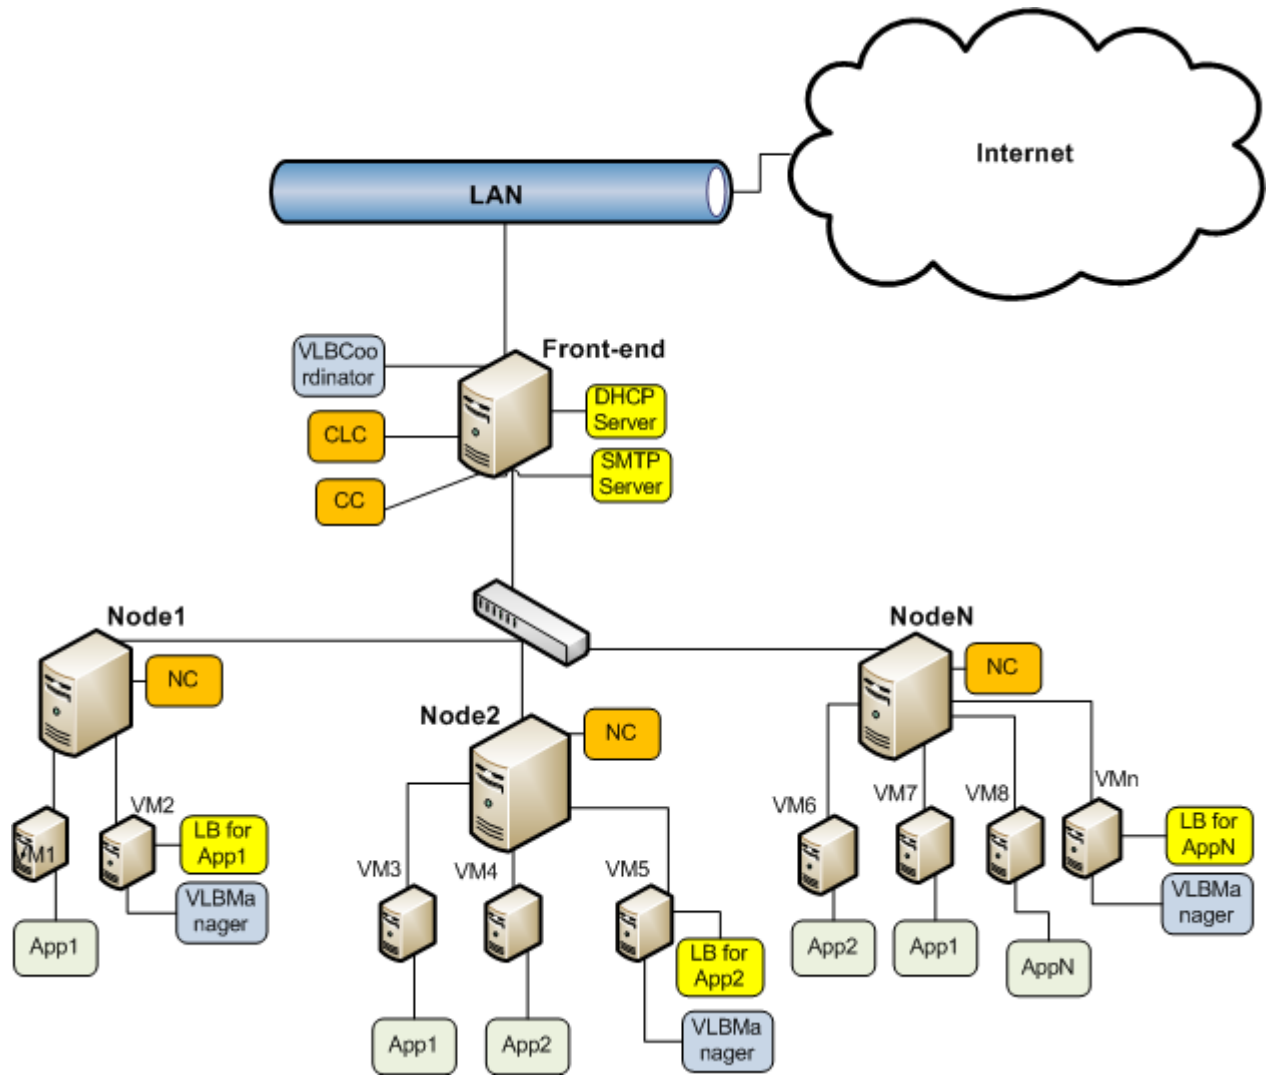 Internet
LAN
Front-end
VLBCoo
rdinator
DHCP
Server
CLC
SMTP
Server
CC
Node1
NodeN
NC
NC
Node2
NC
VM1
VM2
LB for
App1
VLBMa
nager
App1
VM3
VM4
VM5
LB for
App2
VLBMa
nager
App1
App2
VM6
VM7
VM8
VMn
LB for
AppN
VLBMa
nager
App2
App1
AppN